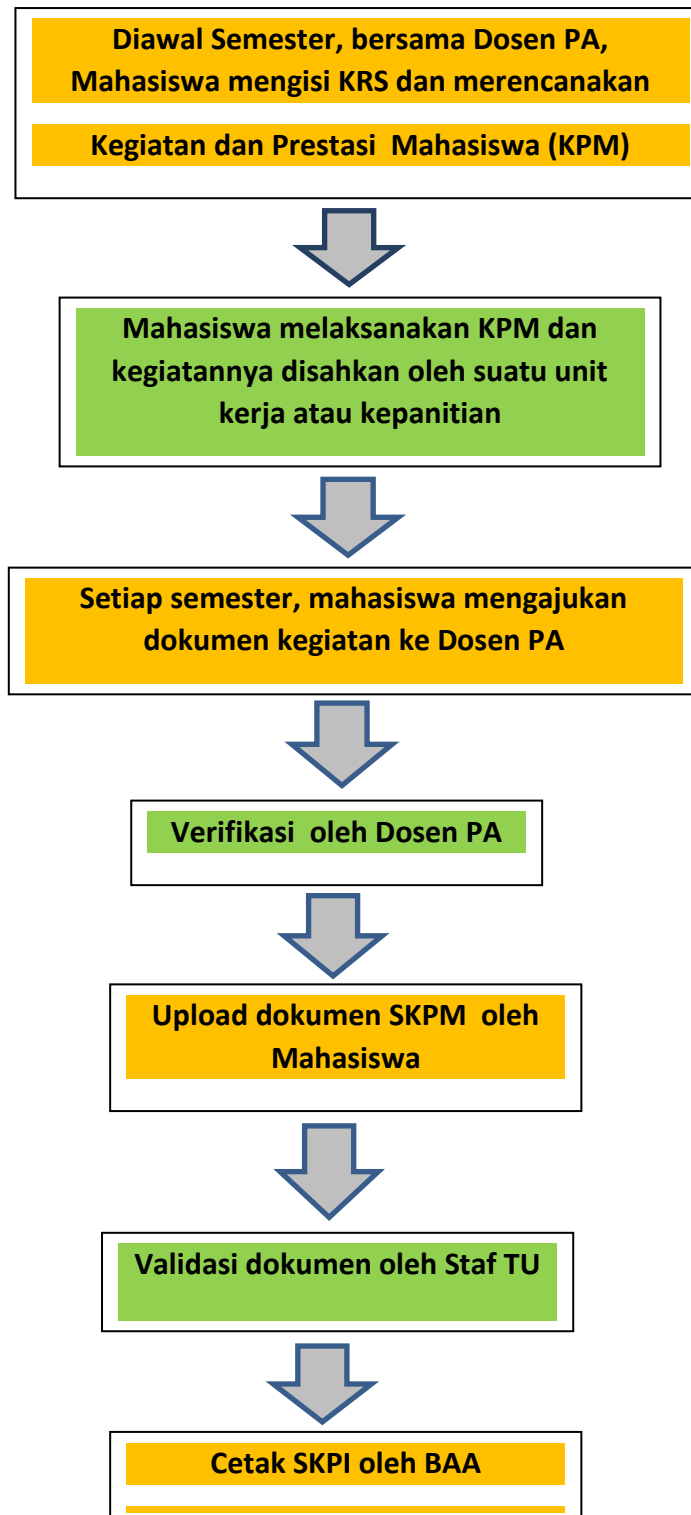 Diawal Semester, bersama Dosen PA,
Mahasiswa mengisi KRS dan merencanakan
Kegiatan dan Prestasi Mahasiswa (KPM)
Mahasiswa melaksanakan KPM dan
kegiatannya disahkan oleh suatu unit
kerja atau kepanitian
Setiap semester, mahasiswa mengajukan
dokumen kegiatan ke Dosen PA
Verifikasi oleh Dosen PA
Upload dokumen SKPM oleh
Mahasiswa
Validasi dokumen oleh Staf TU
Cetak SKPI oleh BAA